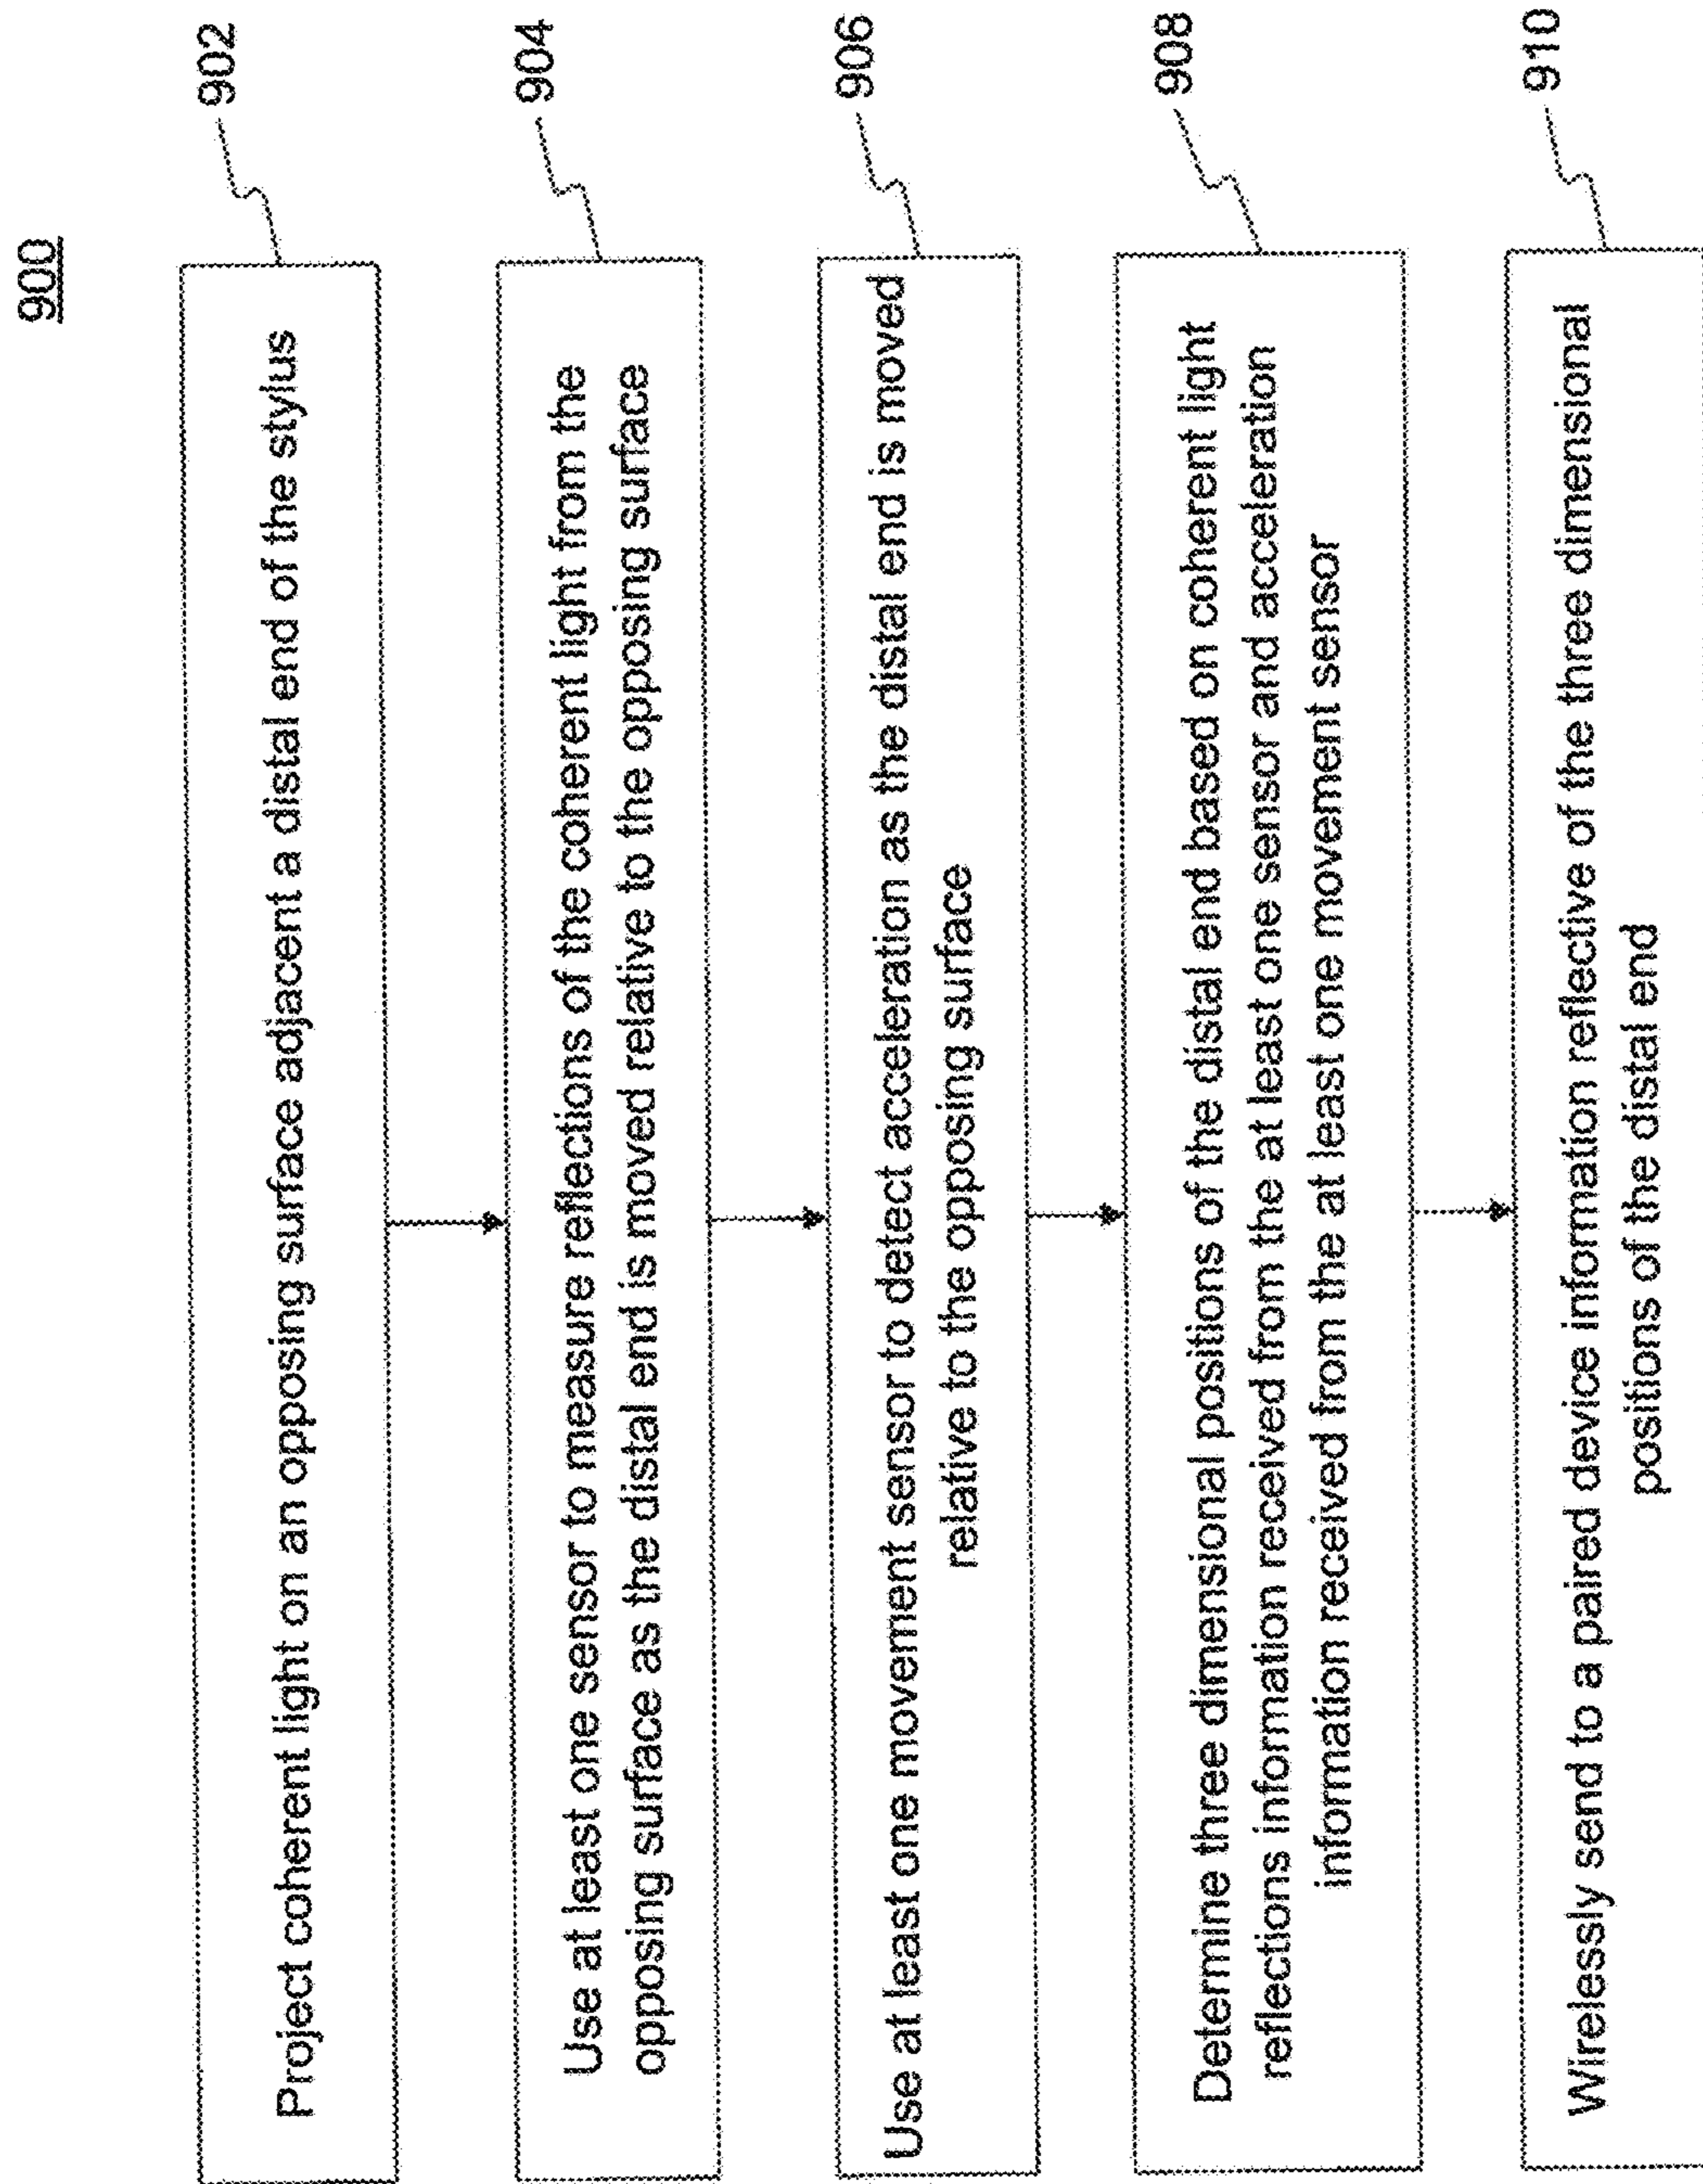 900
Project coherent light on an opposing surface adjacent a distal end of the stylus
902
Use at least one sensor to measure reflections of the coherent light from the
opposing surface as the distal end is moved relative to the opposing surface
904
Use at least one movement sensor to detect acceleration as the distal end is moved
relative to the opposing surface
906
Determine three dimensional positions of the distal end based on coherent light
reflections information received from the at least one sensor and acceleration
information received from the at least one movement sensor
908
Wirelessly send to a paired device information reflective of the three dimensional
positions of the distal end
910